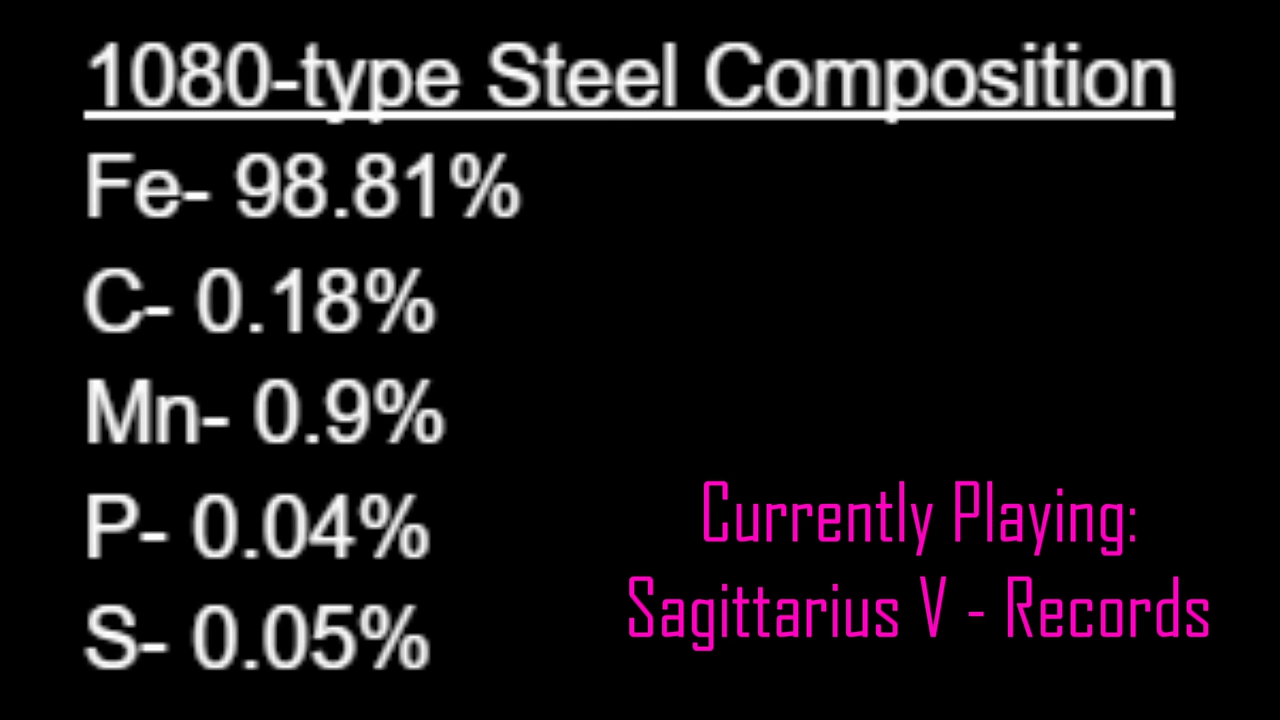 1080-type Steel Composition
Fe- 98.81%
C- 0.18%
Mn- 0.9%
P- 0.04%
S- 0.05%
Currently Playing:
Sagittarius V - Records